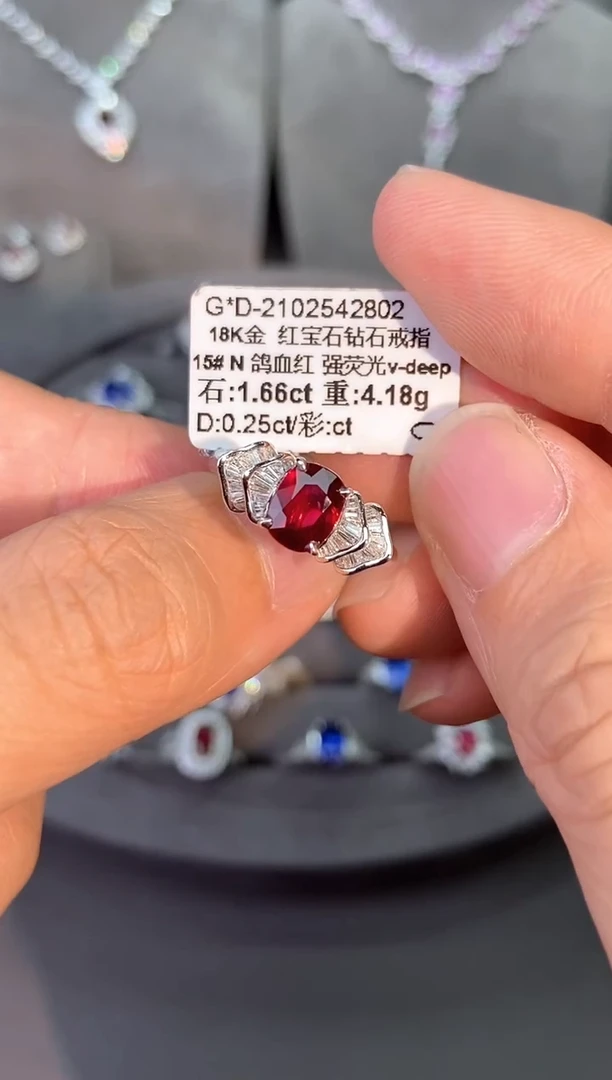 G*D-2102542802
18K金 红宝石钻石戒指
15# N 鸽血红 强荧光v-deep
石:1.66ct 重:4.18g
D:0.25ct/彩:ct